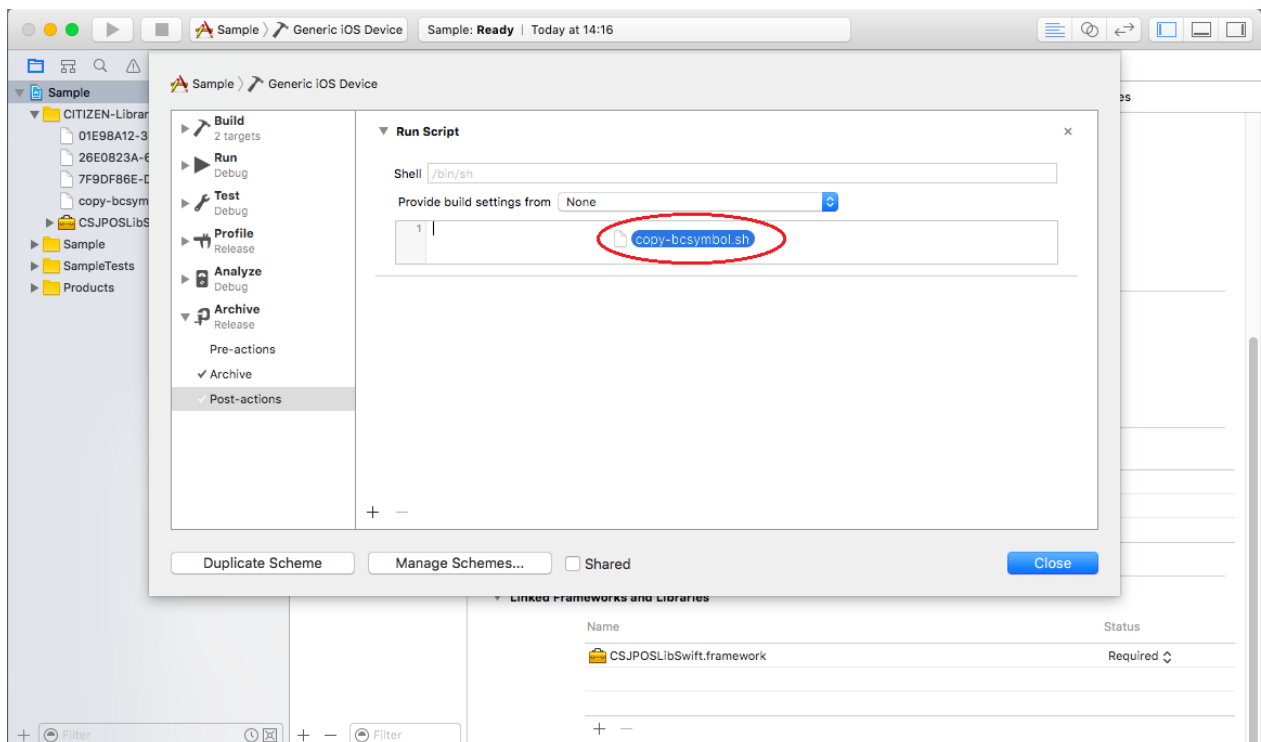 Sample 〉 Generic iOS Device
Sample: Ready | Today at 14:16
Sample
CITIZEN-Librar
01E98A12-3
26E0823A-6
7F9DF86E-D
copy-bcsym
CSJPOSLibS
Sample
SampleTests
Products
Sample 〉 Generic iOS Device
Build
2 targets
Run
Debug
Test
Debug
Profile
Release
Analyze
Debug
Archive
Release
Pre-actions
Archive
Post-actions
Run Script
Shell /bin/sh
Provide build settings from None
1
copy-bcsymbol.sh
es
Duplicate Scheme
Manage Schemes...
Shared
Close
Linked Frameworks and Libraries
Name Status
CSJPOSLibSwift.framework Required
Filter
Filter